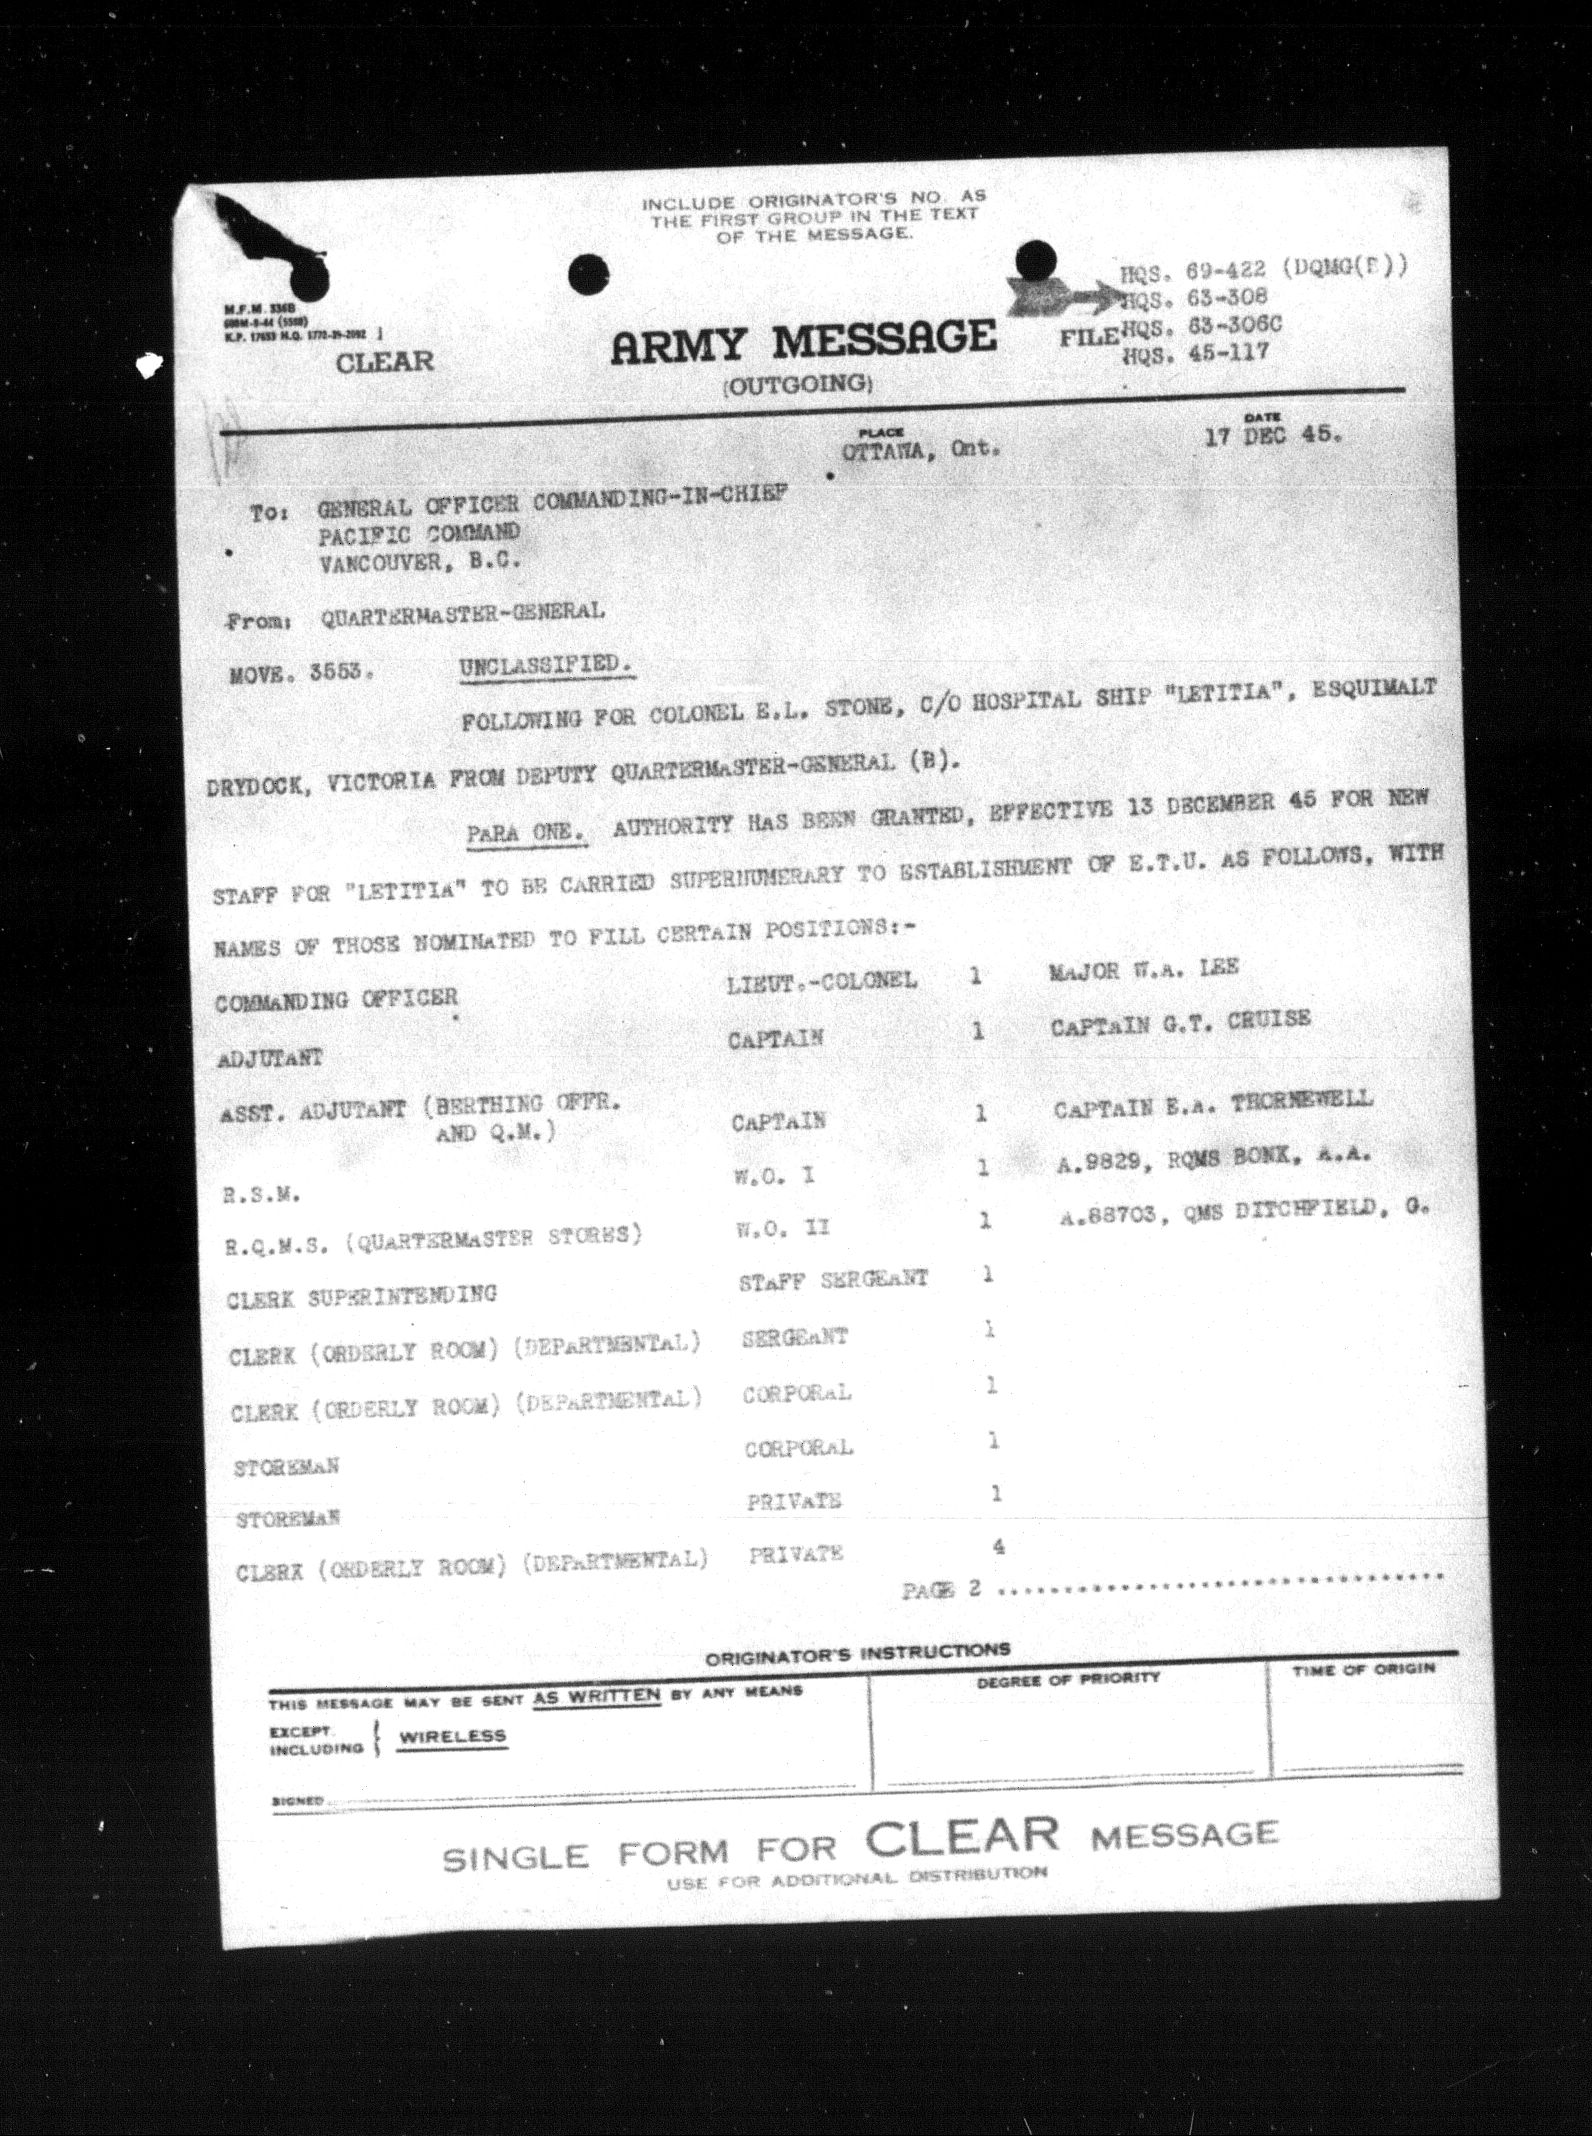 INCLUDE ORIGINATOR'S NO. AS
THE FIRST GROUP IN THE TEXT
OF THE MESSAGE.
HQS. 69-422 (DQMG(B))
HQS. 63-308
M.F.M. 336B
K.P. 17653 H.Q. 1772-39-2092
CLEAR
ARMY MESSAGE
(OUTGOING)
FILE HQS. 63-306C
HQS. 45-117
PLACE
OTTAWA, Ont.
DATE
17 DEC 45.
To: GENERAL OFFICER COMMANDING-IN-CHIEF
PACIFIC COMMAND
VANCOUVER, B.C.
From: QUARTERMASTER-GENERAL
MOVE. 3553. UNCLASSIFIED.
FOLLOWING FOR COLONEL E.L. STONE, C/O HOSPITAL SHIP "LETITIA", ESQUIMALT
DRYDOCK, VICTORIA FROM DEPUTY QUARTERMASTER-GENERAL (B).
PARA ONE. AUTHORITY HAS BEEN GRANTED, EFFECTIVE 13 DECEMBER 45 FOR NEW
STAFF FOR "LETITIA" TO BE CARRIED SUPERNUMERARY TO ESTABLISHMENT OF E.T.U. AS FOLLOWS, WITH
NAMES OF THOSE NOMINATED TO FILL CERTAIN POSITIONS:-
COMMANDING OFFICER LIEUT.-COLONEL 1 MAJOR W.A. LEE
ADJUTANT CAPTAIN 1 CAPTAIN G.T. CRUISE
ASST. ADJUTANT (BERTHING OFFR.
AND Q.M.) CAPTAIN 1 CAPTAIN E.A. THORNEWELL
R.S.M. W.O. I 1 A.9829, RQMS BONK, A.A.
R.Q.M.S. (QUARTERMASTER STORES) W.O. II 1 A.88703, QMS DITCHFIELD, G.
CLERK SUPERINTENDING STAFF SERGEANT 1
CLERK (ORDERLY ROOM) (DEPARTMENTAL) SERGEANT 1
CLERK (ORDERLY ROOM) (DEPARTMENTAL) CORPORAL 1
STOREMAN CORPORAL 1
STOREMAN PRIVATE 1
CLERK (ORDERLY ROOM) (DEPARTMENTAL) PRIVATE 4
PAGE 2 ..................................
ORIGINATOR'S INSTRUCTIONS
THIS MESSAGE MAY BE SENT AS WRITTEN BY ANY MEANS
DEGREE OF PRIORITY
TIME OF ORIGIN
EXCEPT
INCLUDING } WIRELESS
SIGNED
SINGLE FORM FOR CLEAR MESSAGE
USE FOR ADDITIONAL DISTRIBUTION